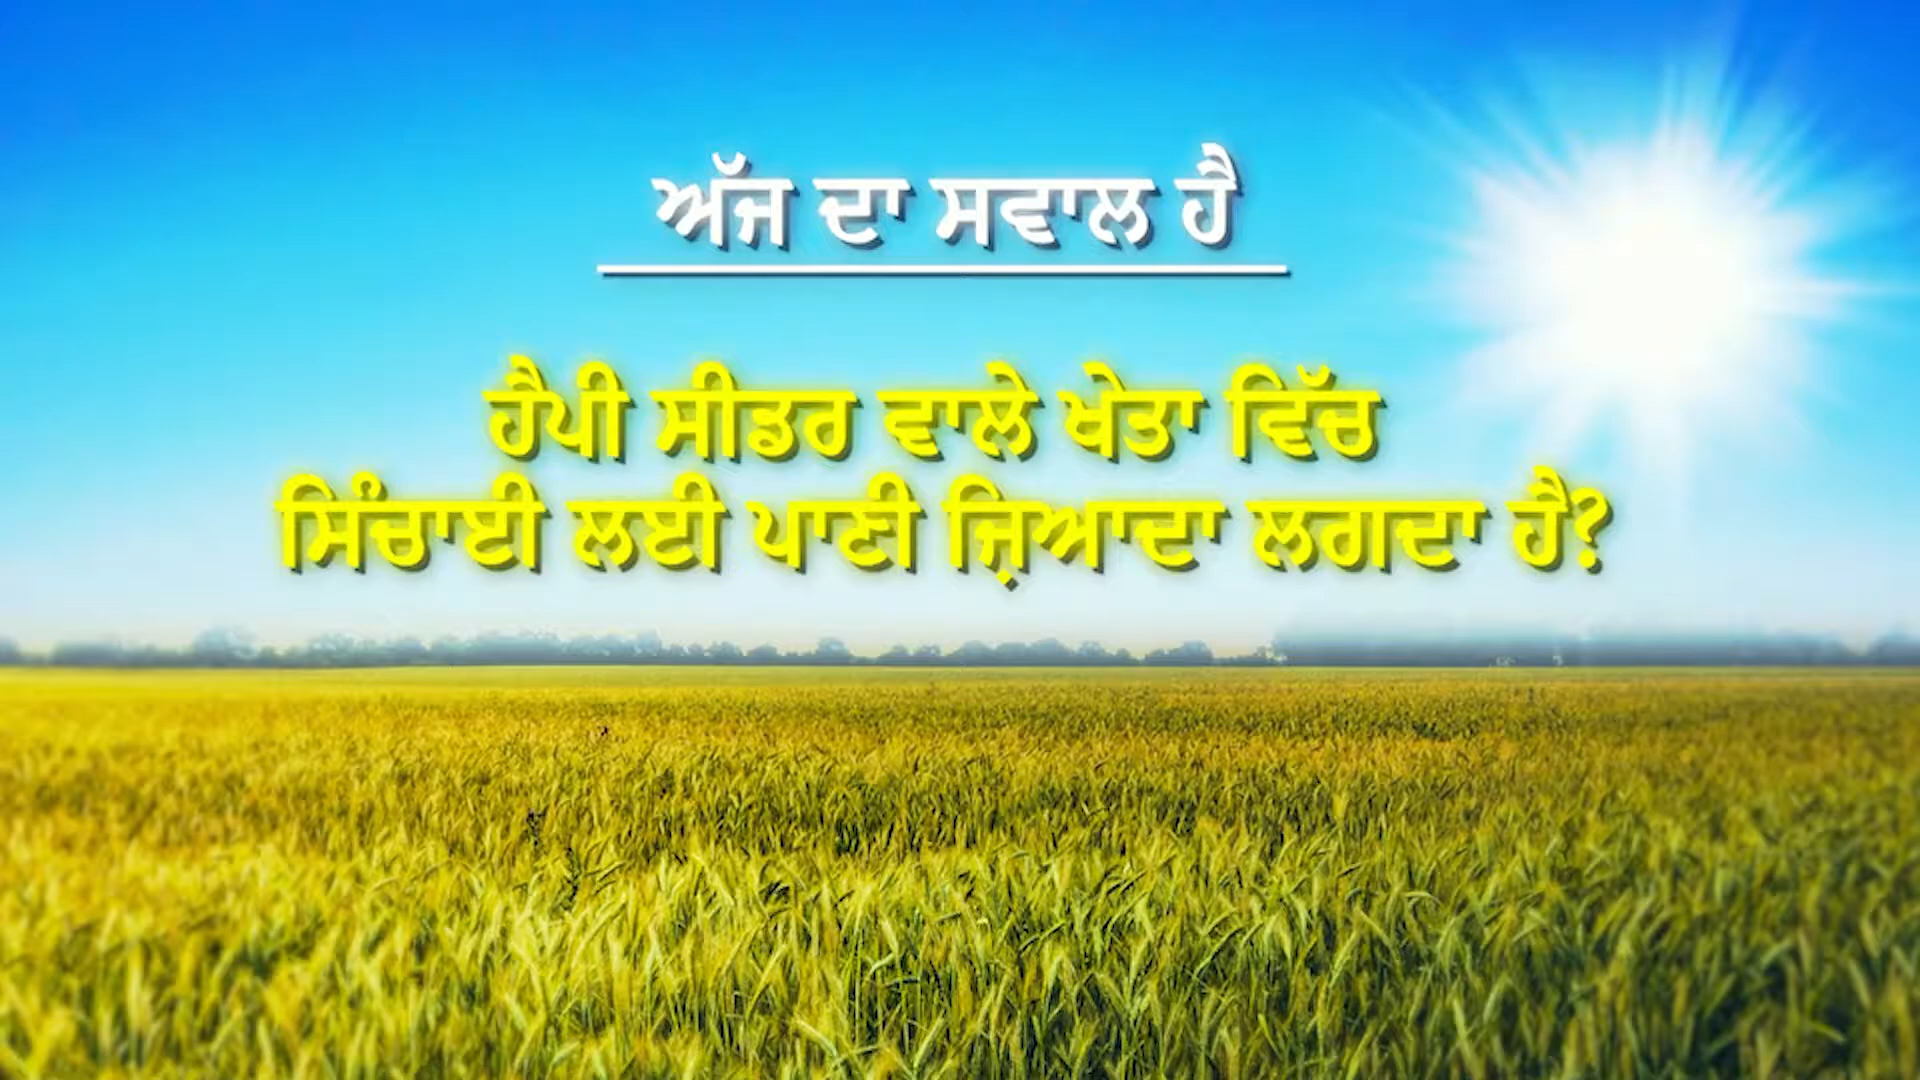 ਅੱਜ ਦਾ ਸਵਾਲ ਹੈ
ਹੈਪੀ ਸੀਡਰ ਵਾਲੇ ਖੇਤਾ ਵਿੱਚ
ਸਿੰਚਾਈ ਲਈ ਪਾਣੀ ਜ਼ਿਆਦਾ ਲਗਦਾ ਹੈ?